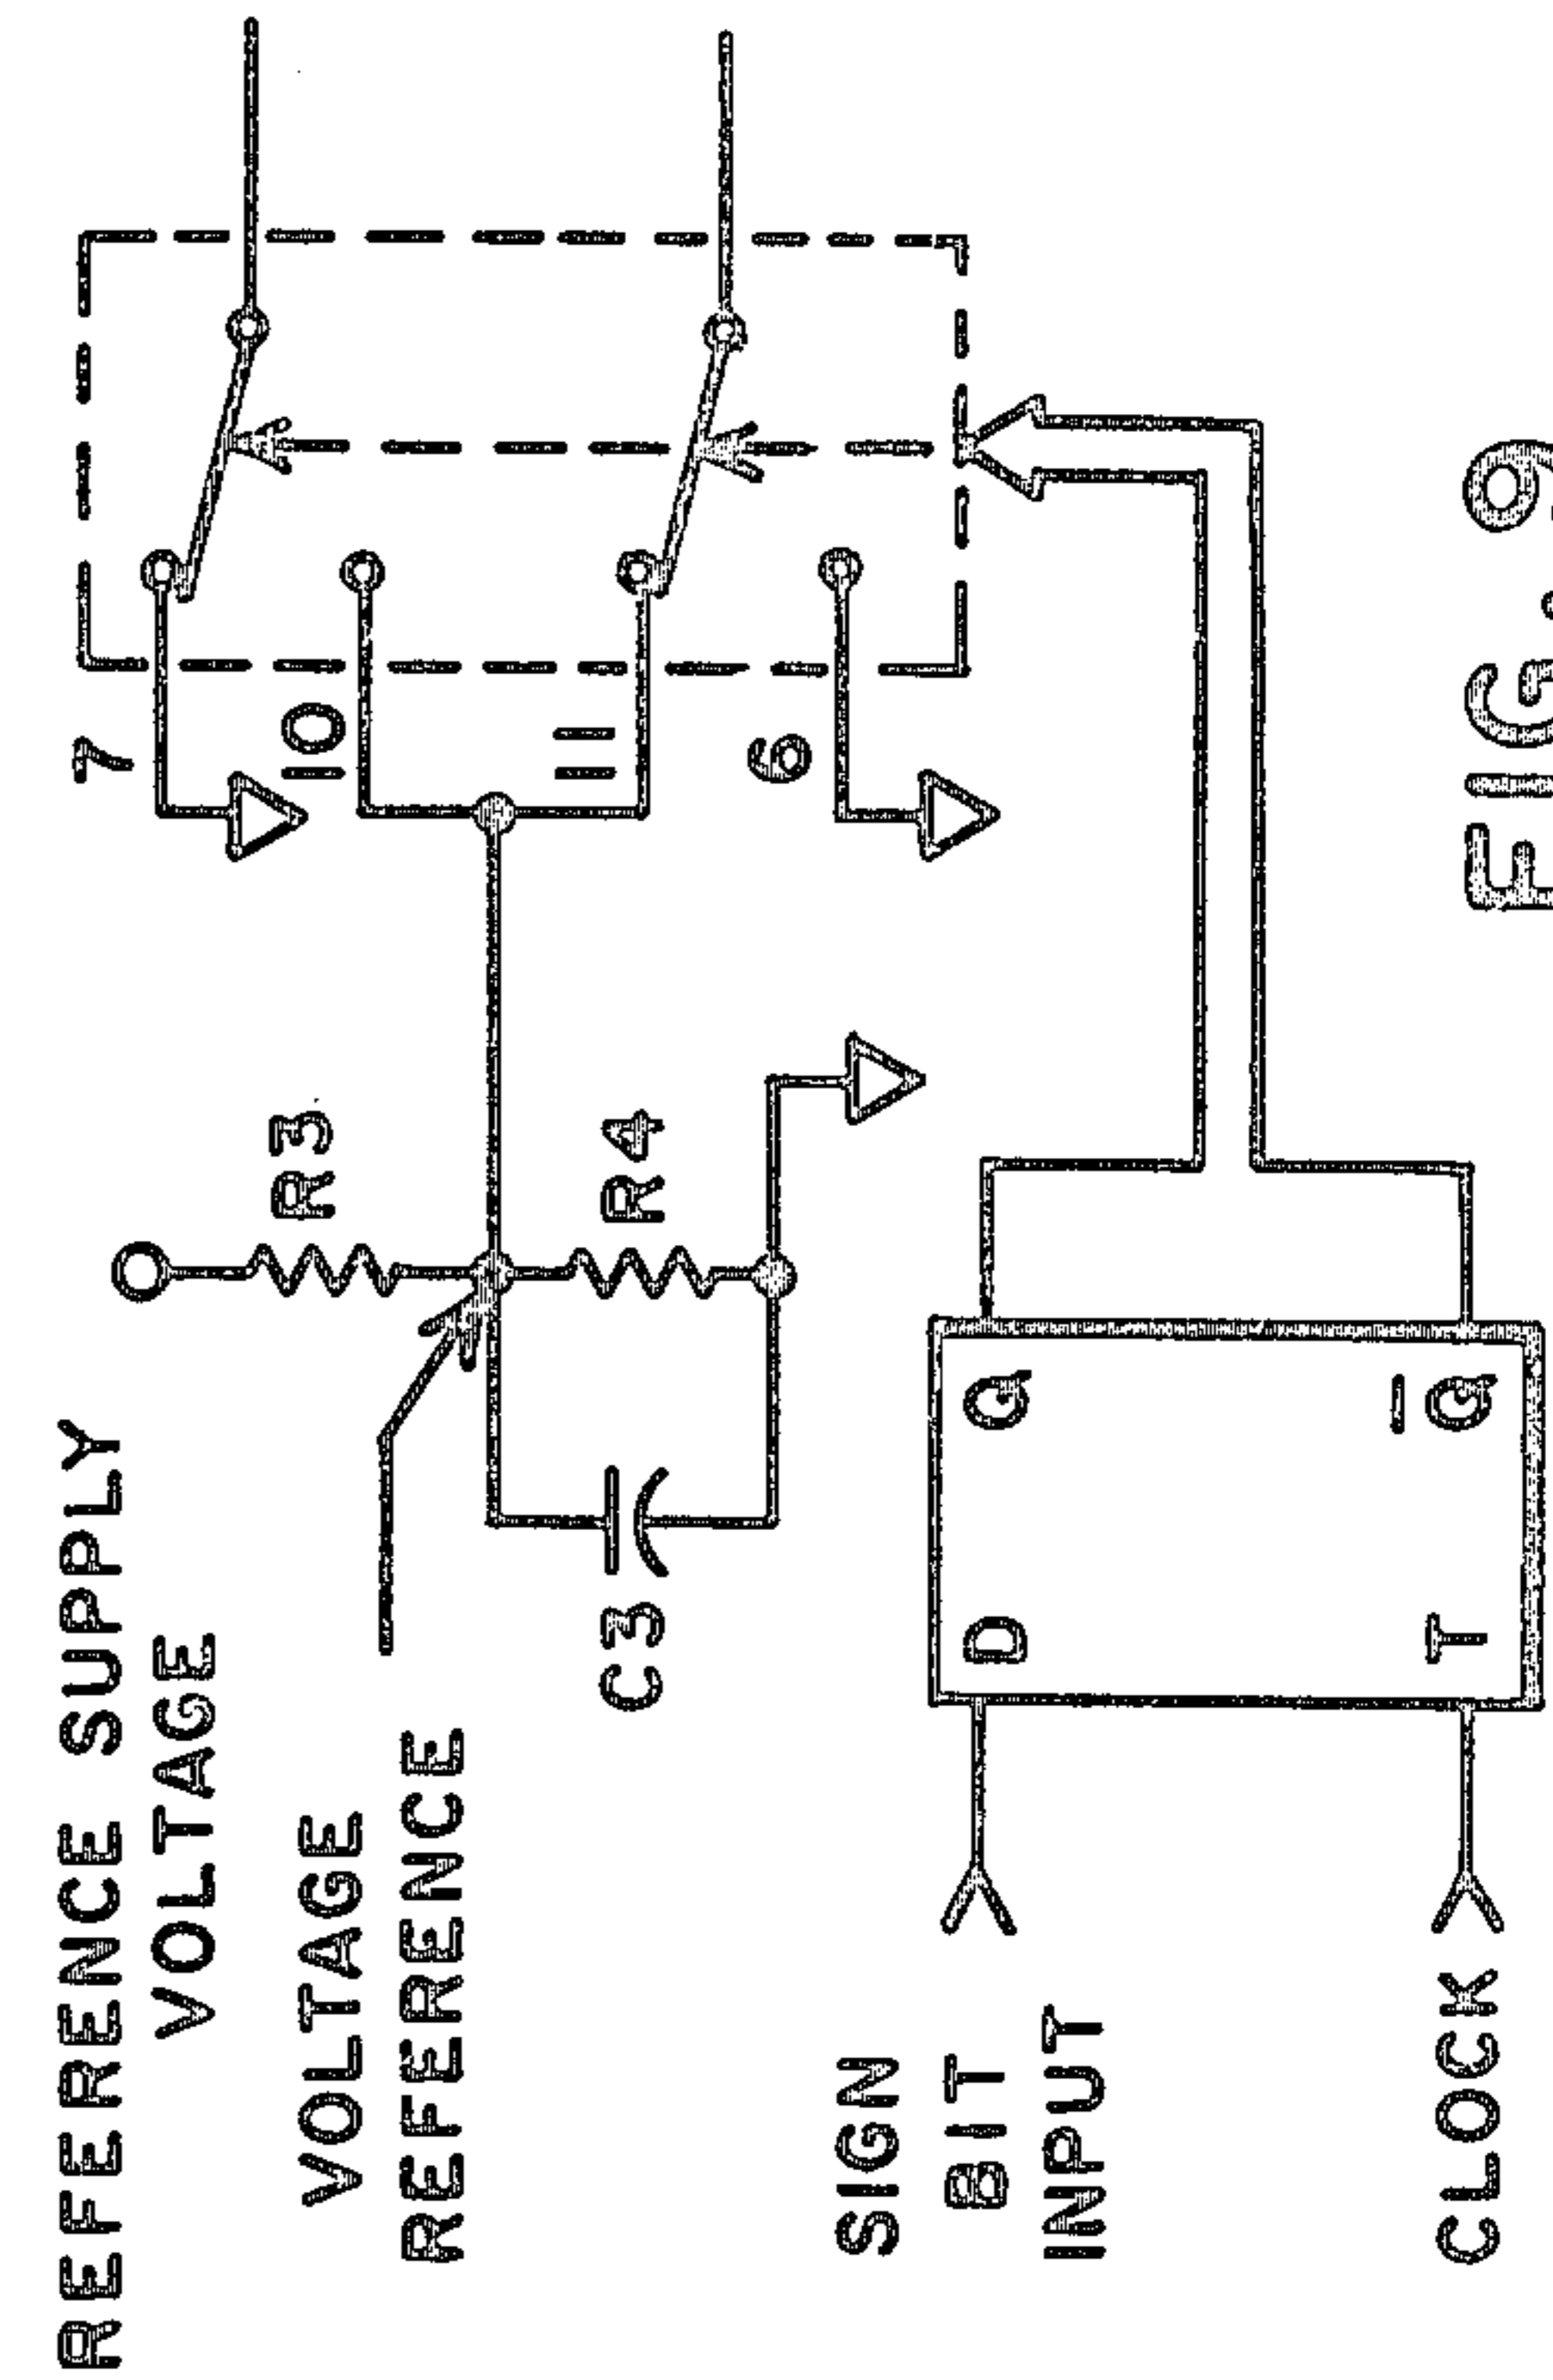 REFERENCE SUPPLY
VOLTAGE
R3
VOLTAGE
REFERENCE
C3
R4
7
10
11
6
SIGN
BIT
INPUT
D
Q
T
Q̅
CLOCK
FIG. 9